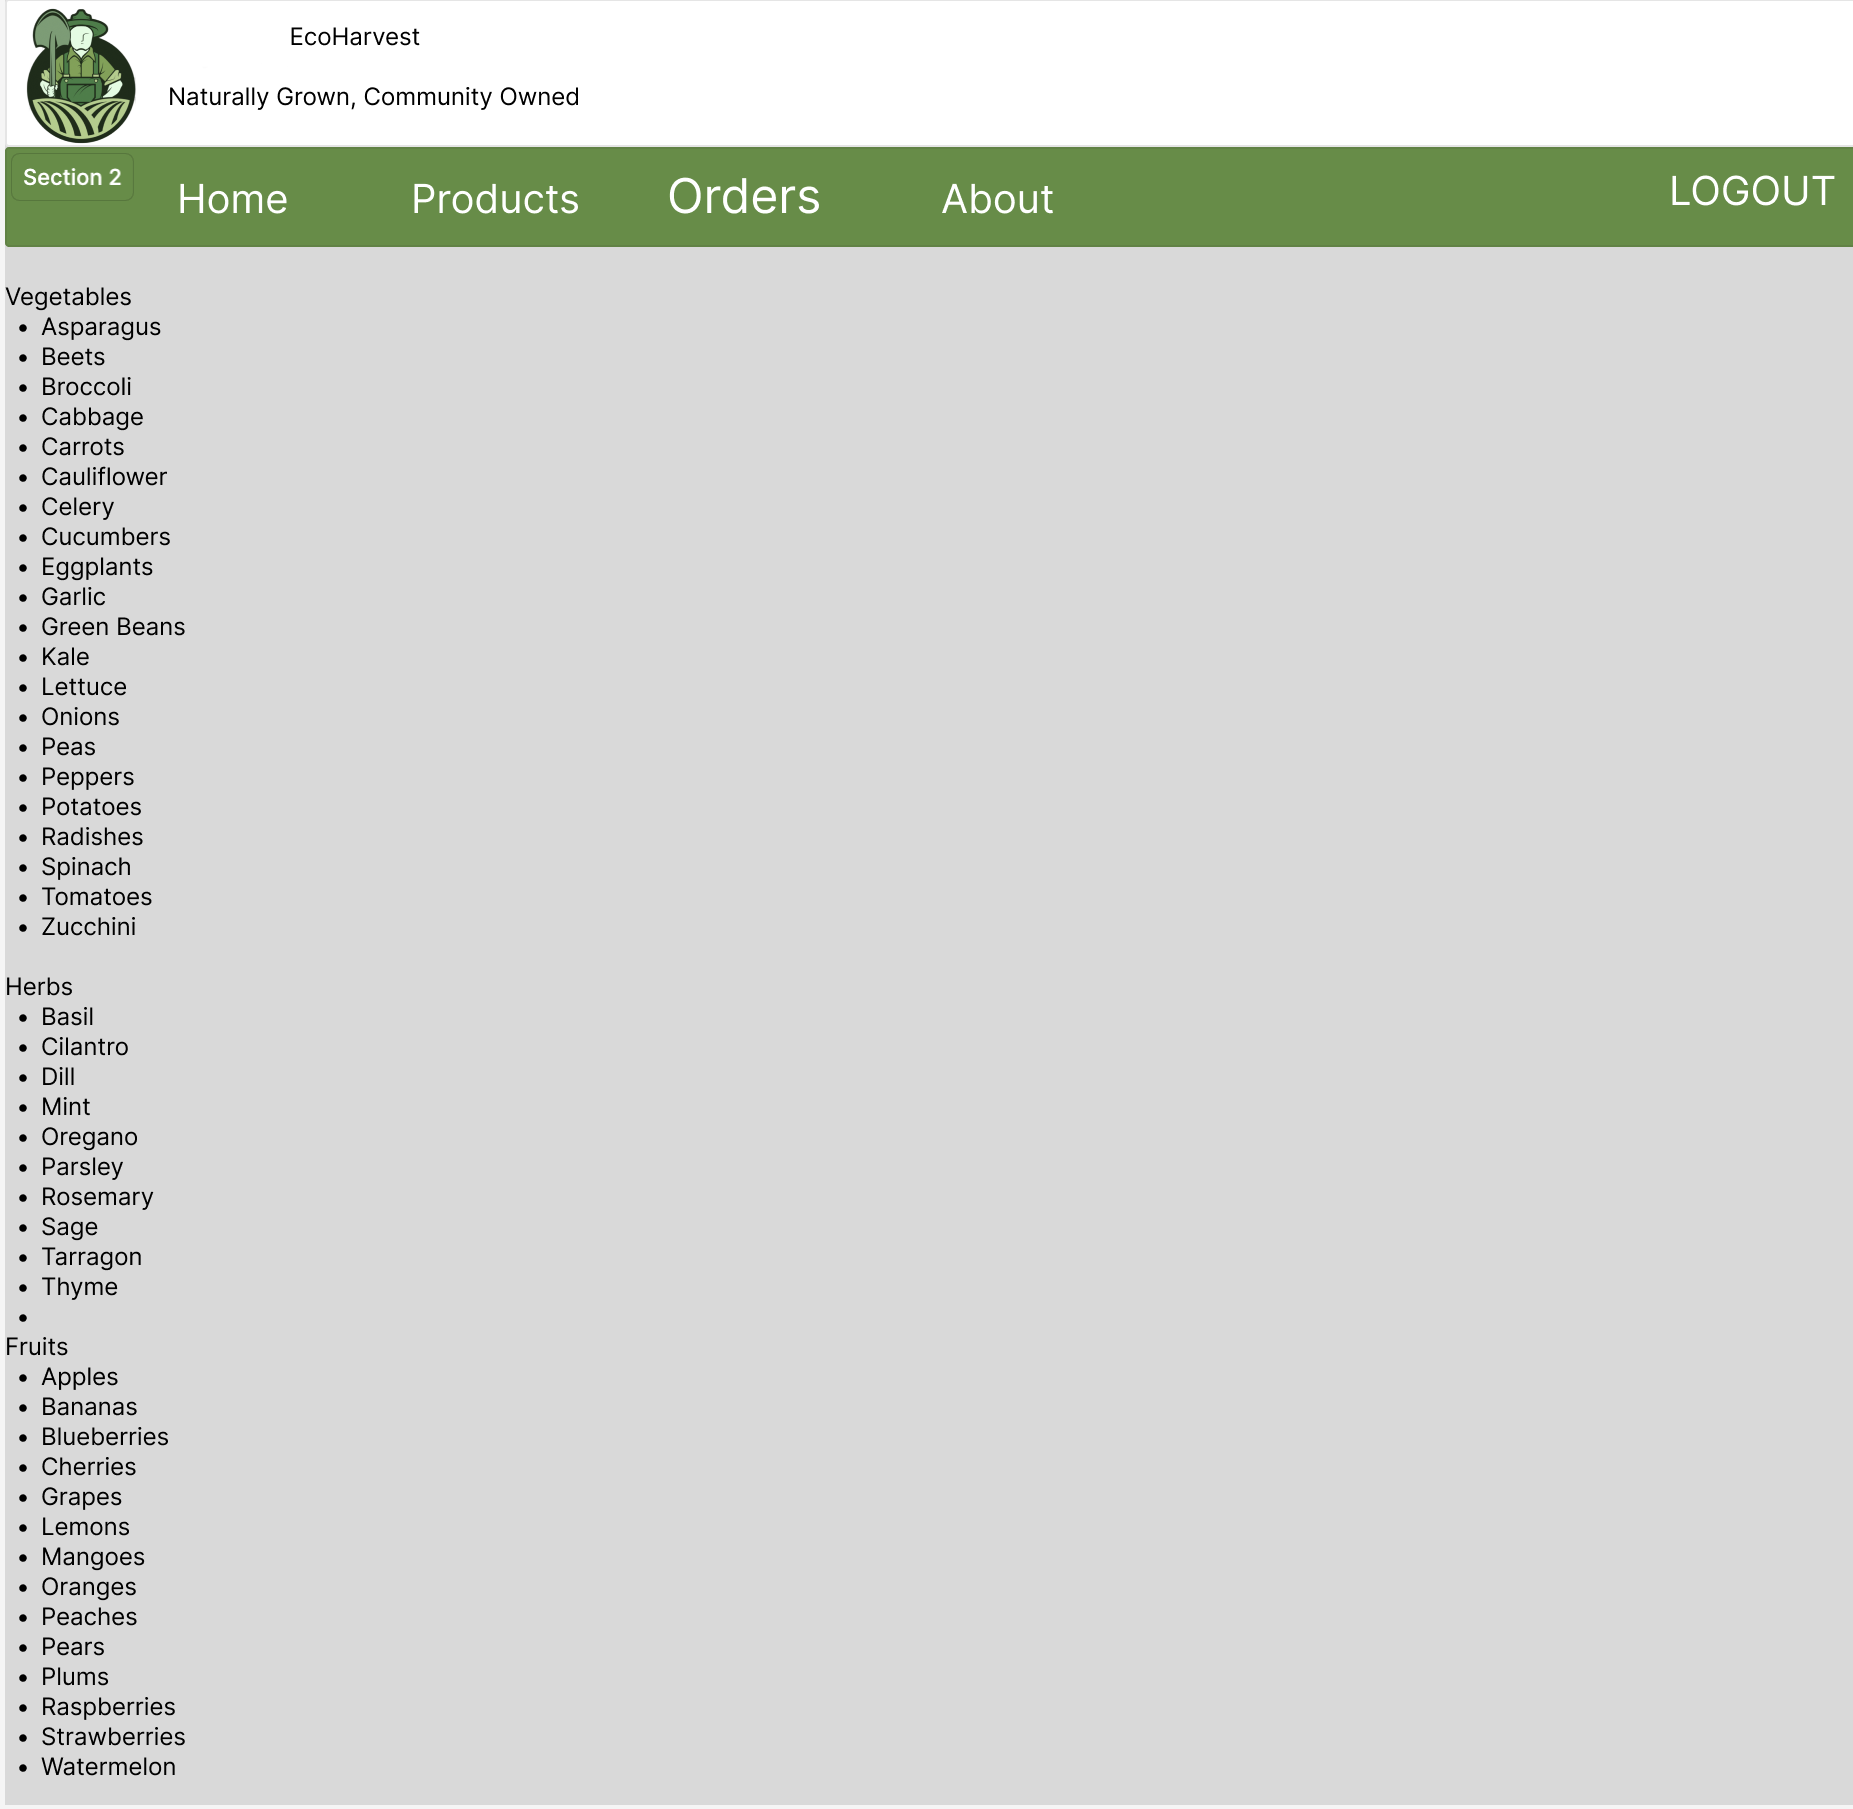 EcoHarvest
Naturally Grown, Community Owned
Section 2
Home Products Orders About LOGOUT
Vegetables
• Asparagus
• Beets
• Broccoli
• Cabbage
• Carrots
• Cauliflower
• Celery
• Cucumbers
• Eggplants
• Garlic
• Green Beans
• Kale
• Lettuce
• Onions
• Peas
• Peppers
• Potatoes
• Radishes
• Spinach
• Tomatoes
• Zucchini
Herbs
• Basil
• Cilantro
• Dill
• Mint
• Oregano
• Parsley
• Rosemary
• Sage
• Tarragon
• Thyme
•
Fruits
• Apples
• Bananas
• Blueberries
• Cherries
• Grapes
• Lemons
• Mangoes
• Oranges
• Peaches
• Pears
• Plums
• Raspberries
• Strawberries
• Watermelon